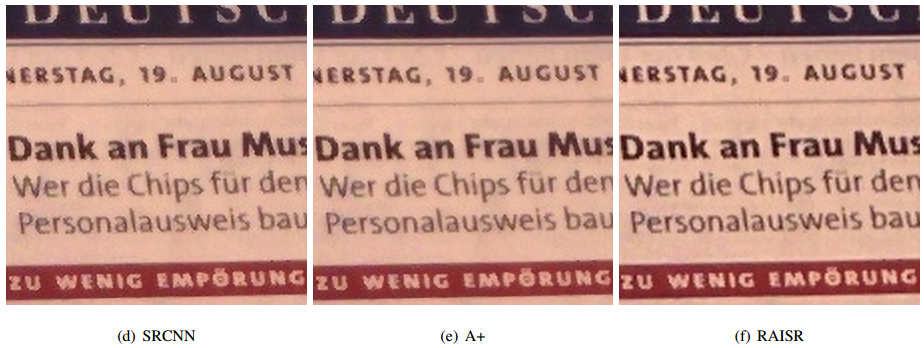 DEUTSC
NERSTAG, 19. AUGUST
Dank an Frau Mus
Wer die Chips für den
Personalausweis bau
ZU WENIG EMPÖRUNG
(d) SRCNN
DEUTSC
NERSTAG, 19. AUGUST
Dank an Frau Mus
Wer die Chips für den
Personalausweis bau
ZU WENIG EMPÖRUNG
(e) A+
DEUTSC
NERSTAG, 19. AUGUST
Dank an Frau Mus
Wer die Chips für den
Personalausweis bau
ZU WENIG EMPÖRUNG
(f) RAISR